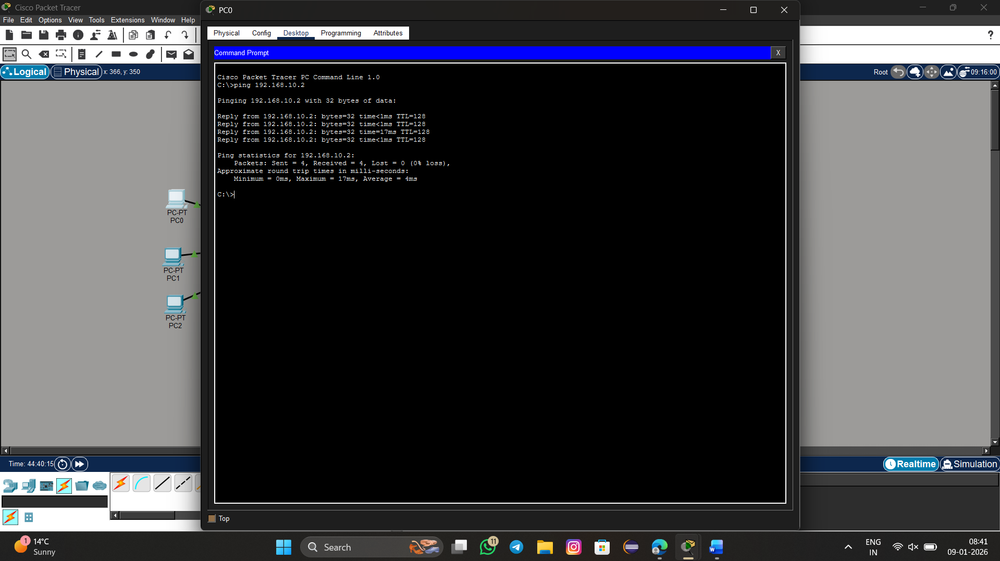 Cisco Packet Tracer
File Edit Options View Tools Extensions Window Help
?
Logical Physical x: 366, y: 350
Root 09:16:00
PC0
Physical Config Desktop Programming Attributes
Command Prompt X
Cisco Packet Tracer PC Command Line 1.0
C:\>ping 192.168.10.2
Pinging 192.168.10.2 with 32 bytes of data:
Reply from 192.168.10.2: bytes=32 time<1ms TTL=128
Reply from 192.168.10.2: bytes=32 time<1ms TTL=128
Reply from 192.168.10.2: bytes=32 time=17ms TTL=128
Reply from 192.168.10.2: bytes=32 time<1ms TTL=128
Ping statistics for 192.168.10.2:
Packets: Sent = 4, Received = 4, Lost = 0 (0% loss),
Approximate round trip times in milli-seconds:
Minimum = 0ms, Maximum = 17ms, Average = 4ms
C:\>
PC-PT
PC0
PC-PT
PC1
PC-PT
PC2
Time: 44:40:15
Realtime Simulation
Top
1
14°C
Sunny
Search
11
W
ENG
IN
08:41
09-01-2026